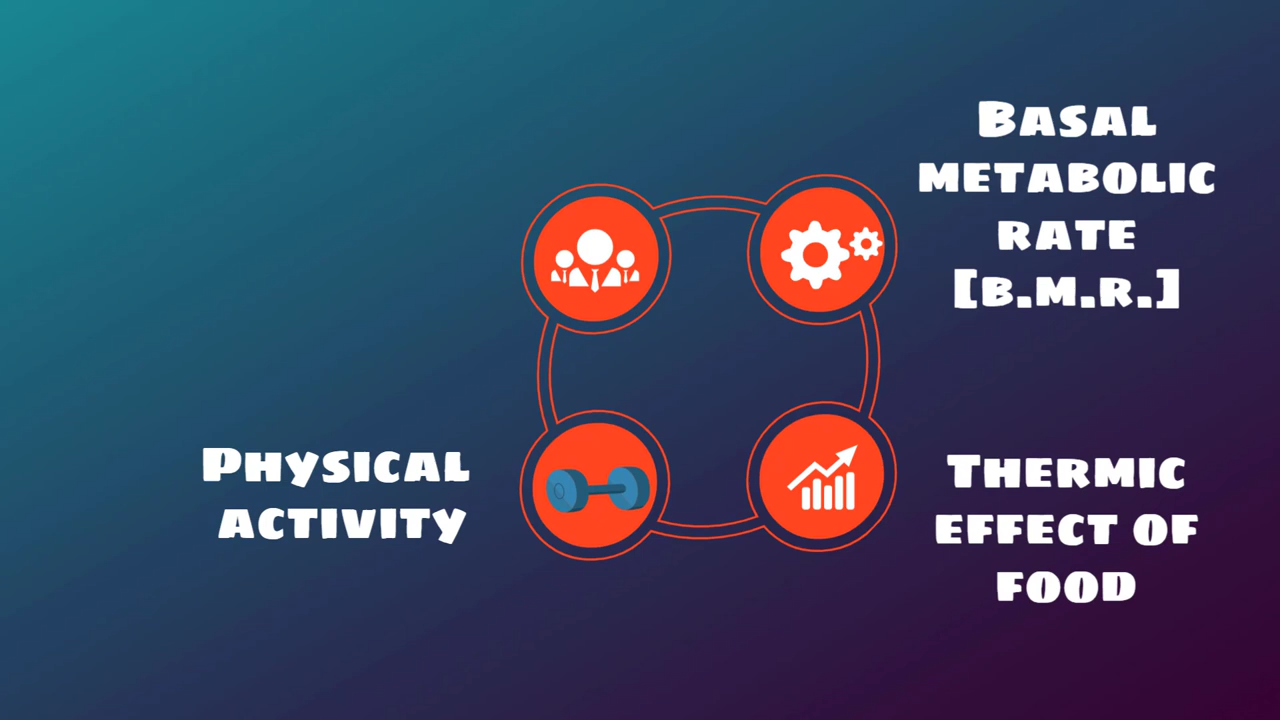 Basal
metabolic
rate
[B.M.R.]
Physical
activity
Thermic
effect of
food